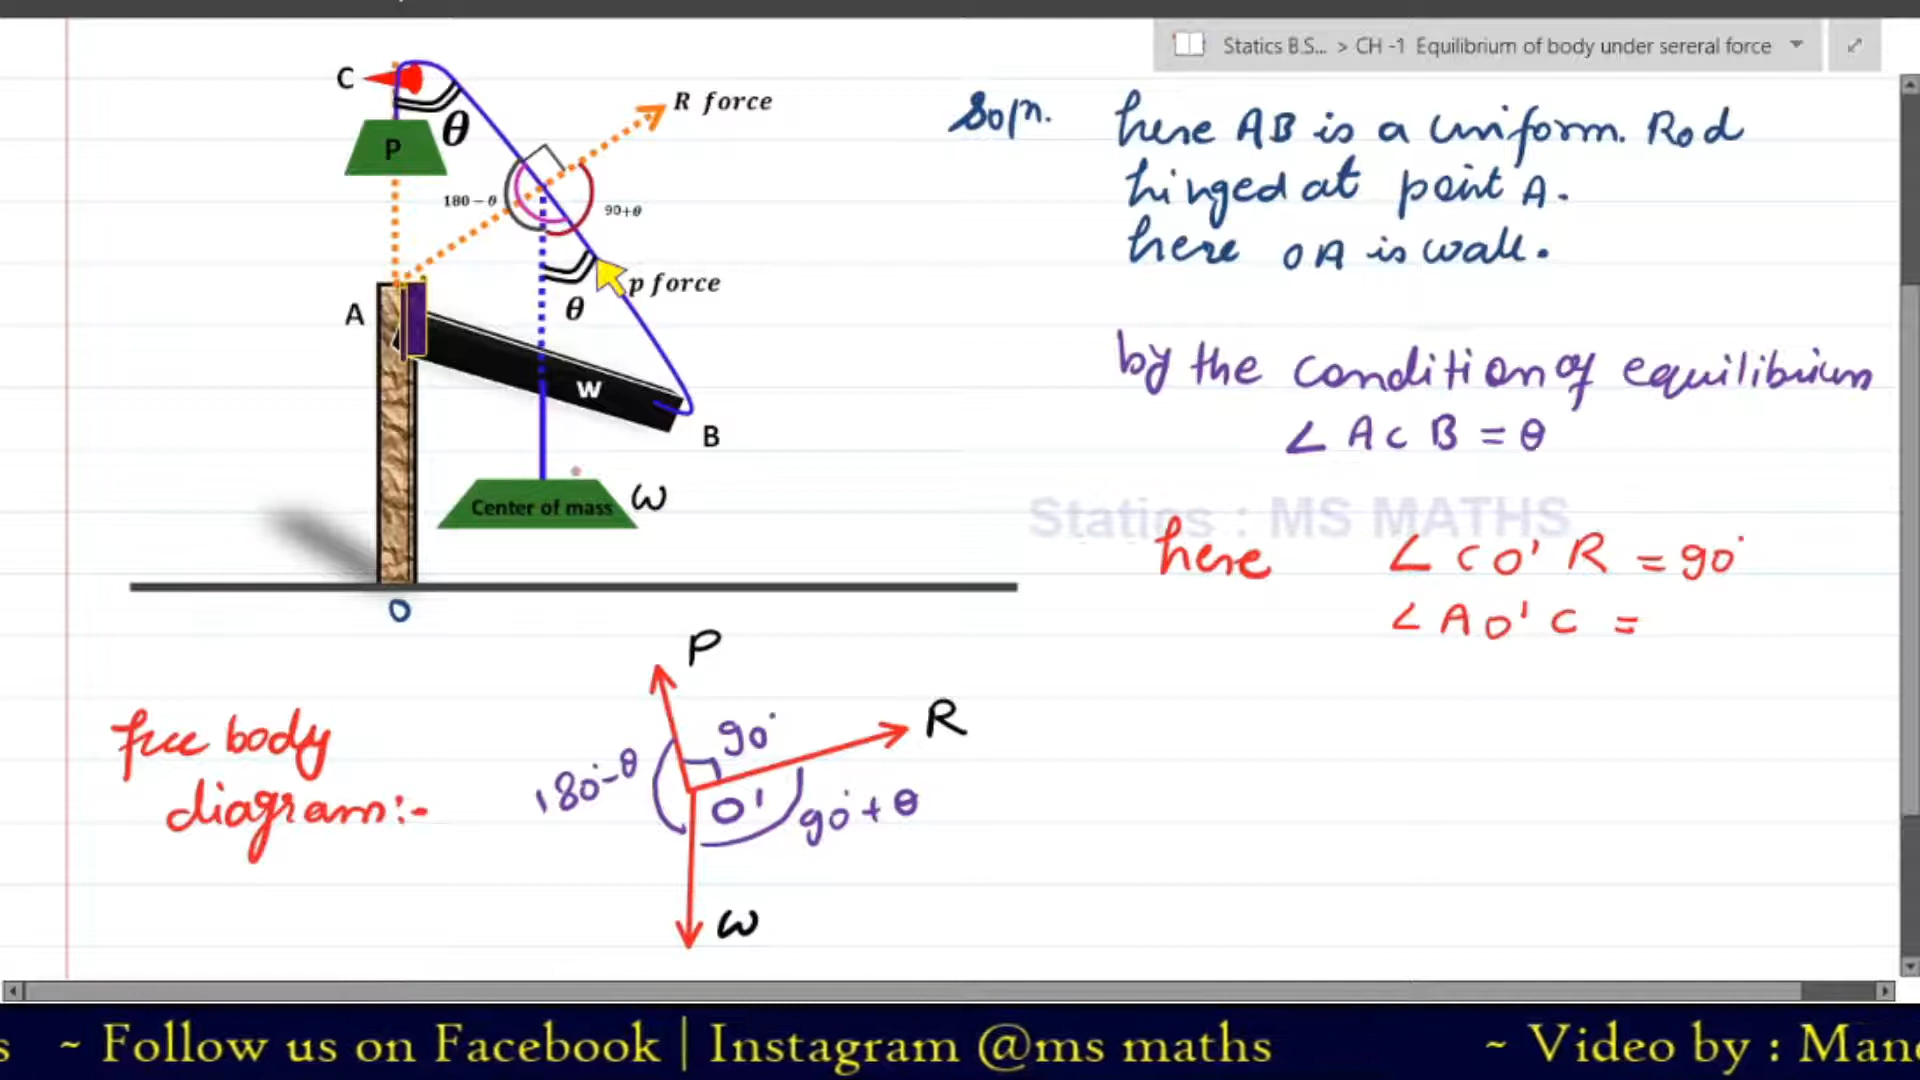 Statics B.S... > CH -1 Equilibrium of body under sereral force
C
P
θ
R force
180 − θ
90+θ
p force
θ
A
W
B
Center of mass
ω
O
Soln. here AB is a uniform. Rod
hinged at point A.
here OA is wall.
by the condition of equilibrium
∠ACB = θ
Statics : MS MATHS
here ∠CO'R = 90°
∠AO'C =
free body
diagram:-
P
90°
R
180°-θ
O'
90°+θ
ω
s ~ Follow us on Facebook | Instagram @ms maths ~ Video by : Man